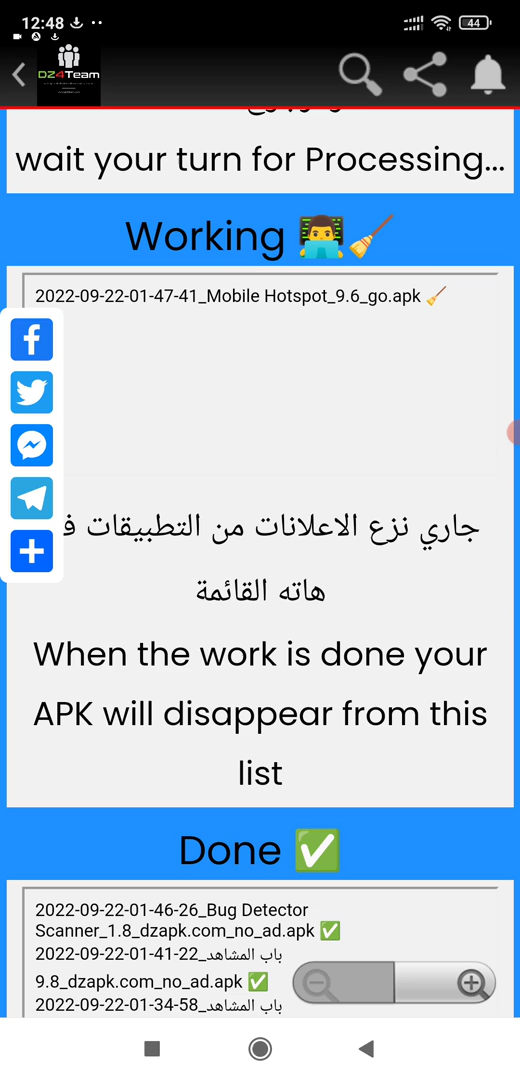 12:48
44
DZ4Team
wait your turn for Processing...
Working 👨‍💻🧹
2022-09-22-01-47-41_Mobile Hotspot_9.6_go.apk 🧹
جاري نزع الاعلانات من التطبيقات
هاته القائمة
When the work is done your
APK will disappear from this
list
Done ✅
2022-09-22-01-46-26_Bug Detector
Scanner_1.8_dzapk.com_no_ad.apk ✅
2022-09-22-01-41-22_باب المشاهد
9.8_dzapk.com_no_ad.apk ✅
2022-09-22-01-34-58_باب المشاهد